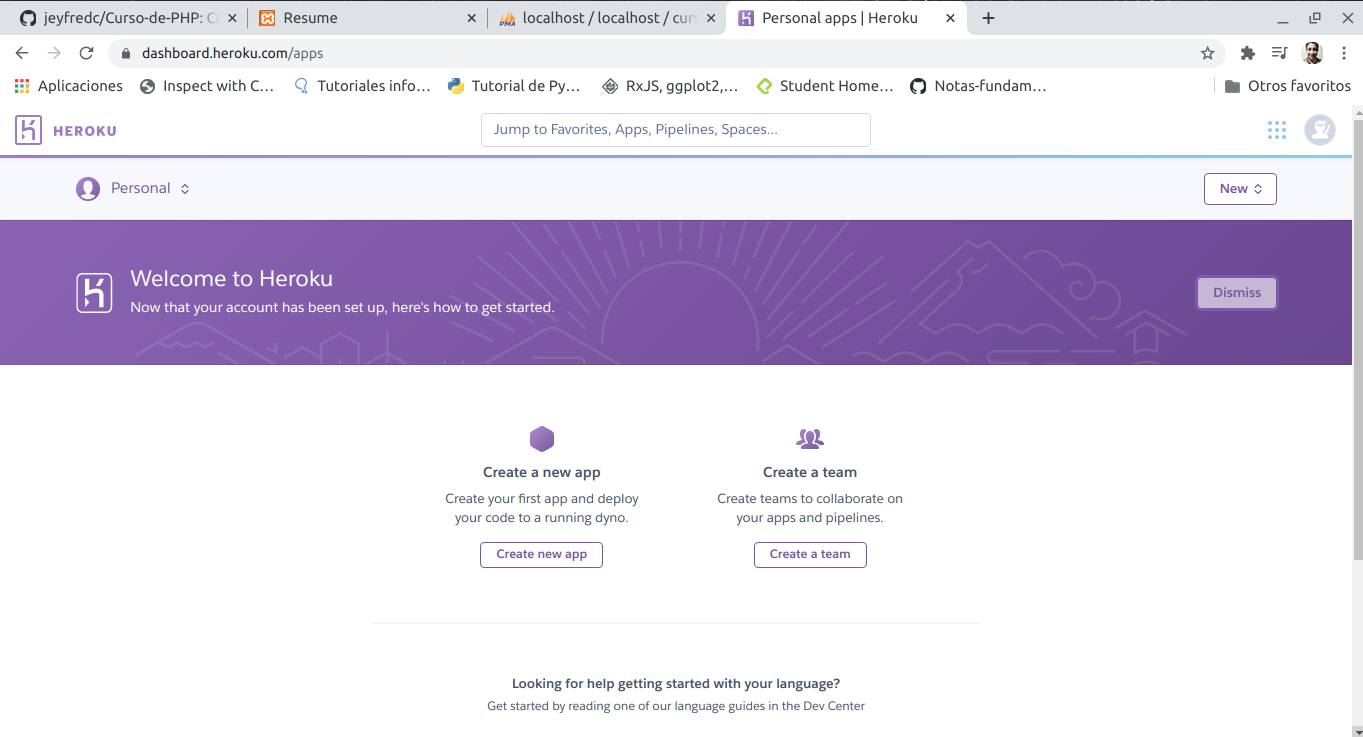 jeyfredc/Curso-de-PHP: Cu
Resume
localhost / localhost / curs
Personal apps | Heroku
dashboard.heroku.com/apps
Aplicaciones
Inspect with C...
Tutoriales info...
Tutorial de Py...
RxJS, ggplot2,...
Student Home...
Notas-fundam...
Otros favoritos
HEROKU
Jump to Favorites, Apps, Pipelines, Spaces...
Personal
New
Welcome to Heroku
Now that your account has been set up, here's how to get started.
Dismiss
Create a new app
Create your first app and deploy
your code to a running dyno.
Create new app
Create a team
Create teams to collaborate on
your apps and pipelines.
Create a team
Looking for help getting started with your language?
Get started by reading one of our language guides in the Dev Center